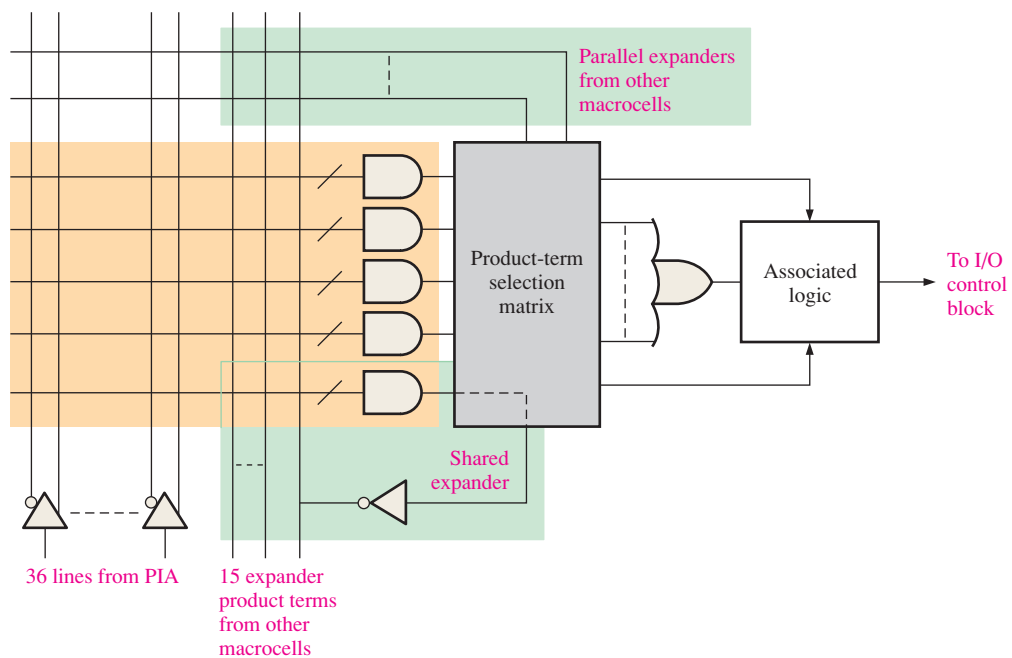 Parallel expanders
from other
macrocells
Product-term
selection
matrix
Associated
logic
To I/O
control
block
Shared
expander
36 lines from PIA
15 expander
product terms
from other
macrocells